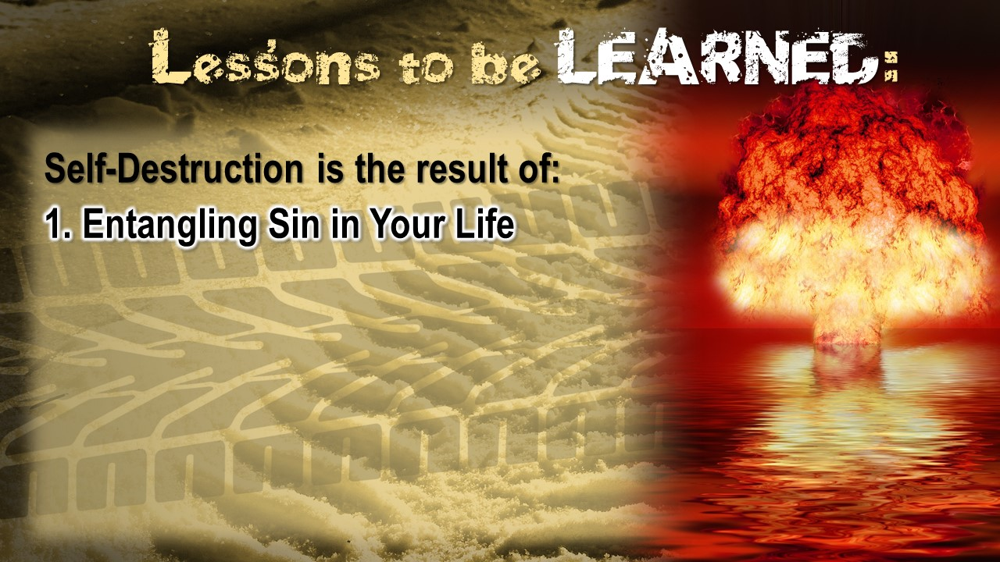 Lessons to be LEARNED:
Self-Destruction is the result of:
1. Entangling Sin in Your Life